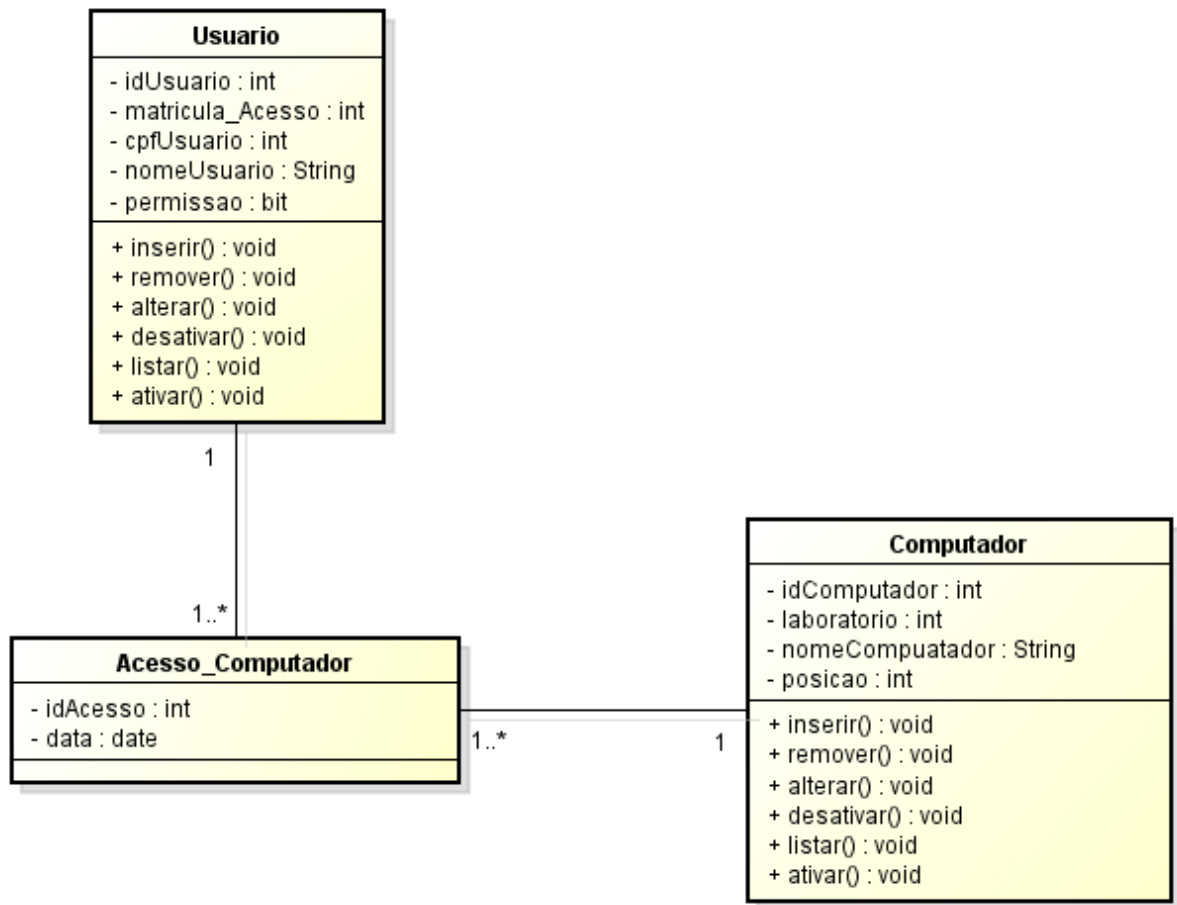 Usuario
- idUsuario : int
- matricula_Acesso : int
- cpfUsuario : int
- nomeUsuario : String
- permissao : bit
+ inserir() : void
+ remover() : void
+ alterar() : void
+ desativar() : void
+ listar() : void
+ ativar() : void
1
1..*
Acesso_Computador
- idAcesso : int
- data : date
1..*
1
Computador
- idComputador : int
- laboratorio : int
- nomeCompuatador : String
- posicao : int
+ inserir() : void
+ remover() : void
+ alterar() : void
+ desativar() : void
+ listar() : void
+ ativar() : void